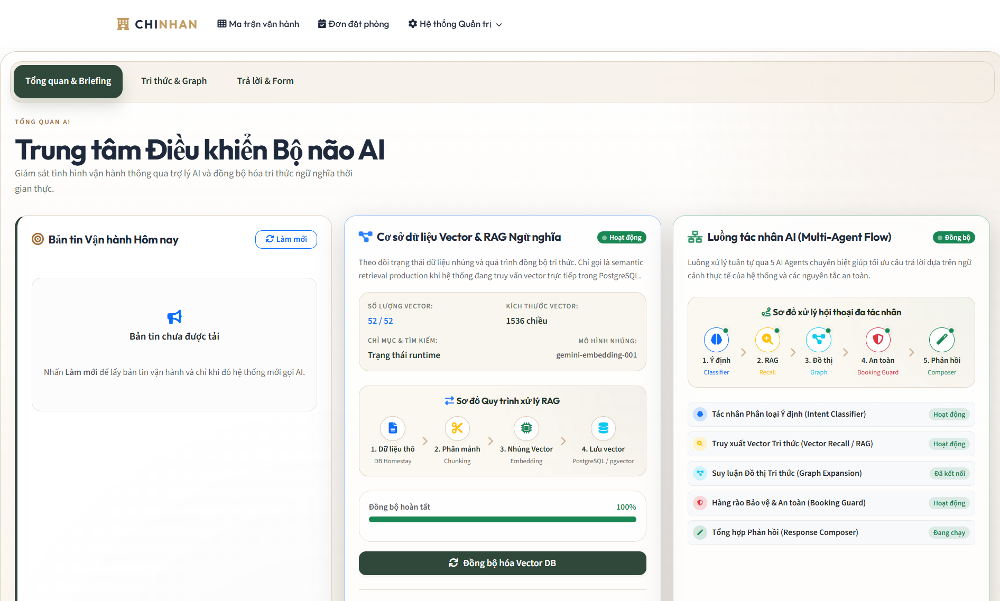 CHINHAN
Ma trận vận hành
Đơn đặt phòng
Hệ thống Quản trị
Tổng quan & Briefing
Tri thức & Graph
Trả lời & Form
TỔNG QUAN AI
Trung tâm Điều khiển Bộ não AI
Giám sát tình hình vận hành thông qua trợ lý AI và đồng bộ hóa tri thức ngữ nghĩa thời
gian thực.
Bản tin Vận hành Hôm nay
Làm mới
Bản tin chưa được tải
Nhấn Làm mới để lấy bản tin vận hành và chỉ khi đó hệ thống mới gọi AI.
Cơ sở dữ liệu Vector & RAG Ngữ nghĩa
Hoạt động
Theo dõi trạng thái dữ liệu nhúng và quá trình đồng bộ tri thức. Chỉ gọi là semantic
retrieval production khi hệ thống đang truy vấn vector trực tiếp trong PostgreSQL.
SỐ LƯỢNG VECTOR:
52 / 52
KÍCH THƯỚC VECTOR:
1536 chiều
CHỈ MỤC & TÌM KIẾM:
Trạng thái runtime
MÔ HÌNH NHÚNG:
gemini-embedding-001
Sơ đồ Quy trình xử lý RAG
1. Dữ liệu thô
DB Homestay
2. Phân mảnh
Chunking
3. Nhúng Vector
Embedding
4. Lưu vector
PostgreSQL / pgvector
Đồng bộ hoàn tất
100%
Đồng bộ hóa Vector DB
Luồng tác nhân AI (Multi-Agent Flow)
Đồng bộ
Luồng xử lý tuần tự qua 5 AI Agents chuyên biệt giúp tối ưu câu trả lời dựa trên ngữ
cảnh thực tế của hệ thống và các nguyên tắc an toàn.
Sơ đồ xử lý hội thoại đa tác nhân
1. Ý định
Classifier
2. RAG
Recall
3. Đồ thị
Graph
4. An toàn
Booking Guard
5. Phản hồi
Composer
Tác nhân Phân loại Ý định (Intent Classifier)
Hoạt động
Truy xuất Vector Tri thức (Vector Recall / RAG)
Hoạt động
Suy luận Đồ thị Tri thức (Graph Expansion)
Đã kết nối
Hàng rào Bảo vệ & An toàn (Booking Guard)
Hoạt động
Tổng hợp Phản hồi (Response Composer)
Đang chạy